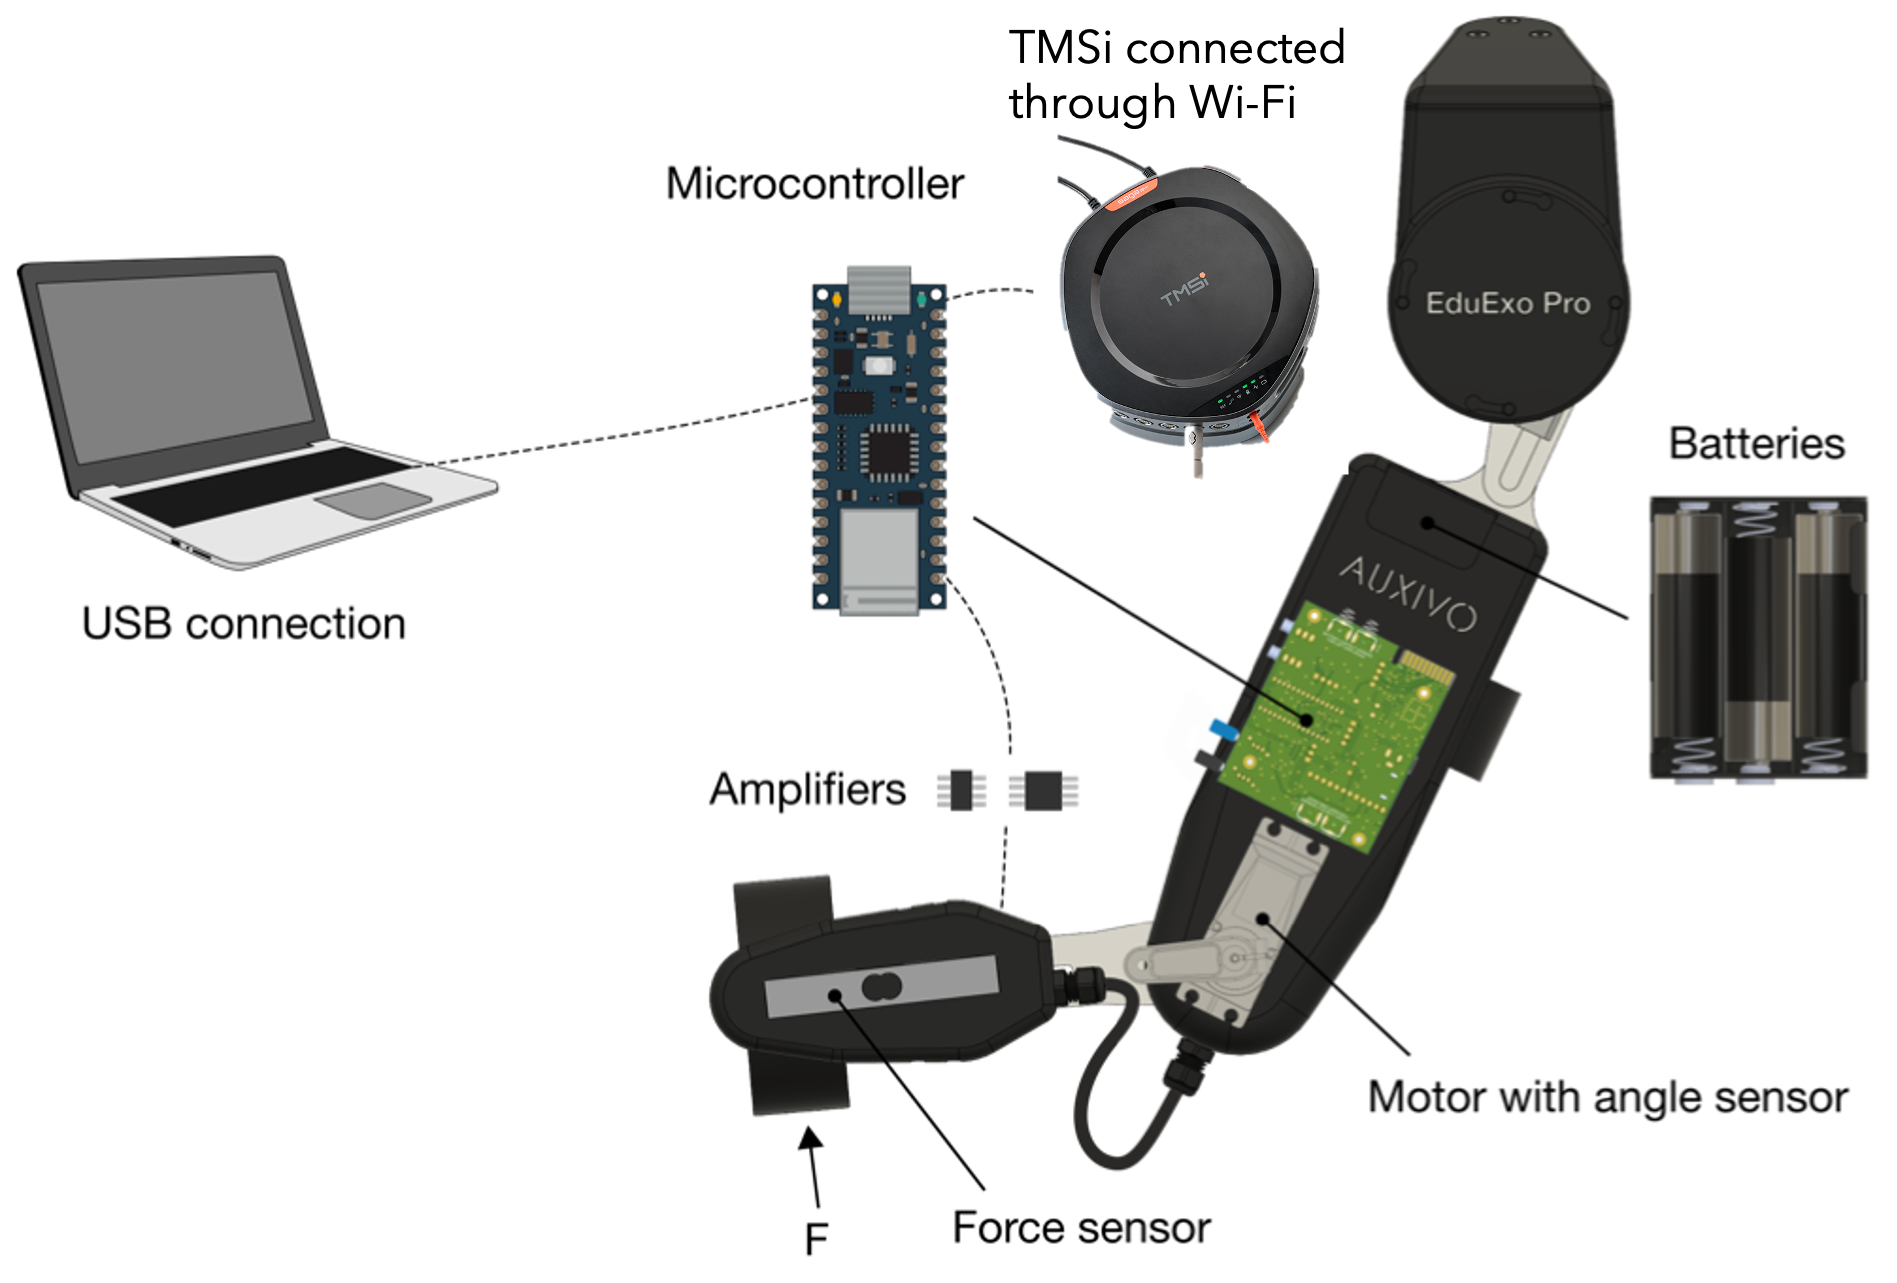 TMSi connected
through Wi-Fi
Microcontroller
TMSi
EduExo Pro
Batteries
USB connection
AUXIVO
Amplifiers
Motor with angle sensor
Force sensor
F